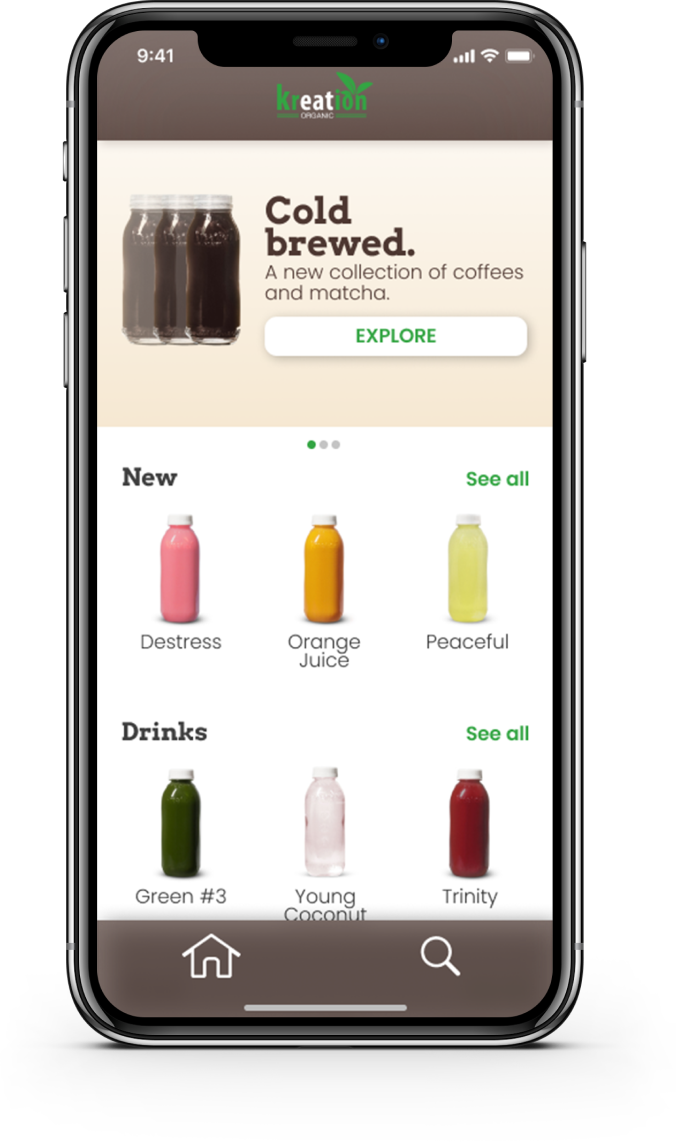 9:41
kreation
ORGANIC
Cold
brewed.
A new collection of coffees
and matcha.
EXPLORE
New
See all
Destress
Orange
Juice
Peaceful
Drinks
See all
Green #3
Young
Coconut
Trinity